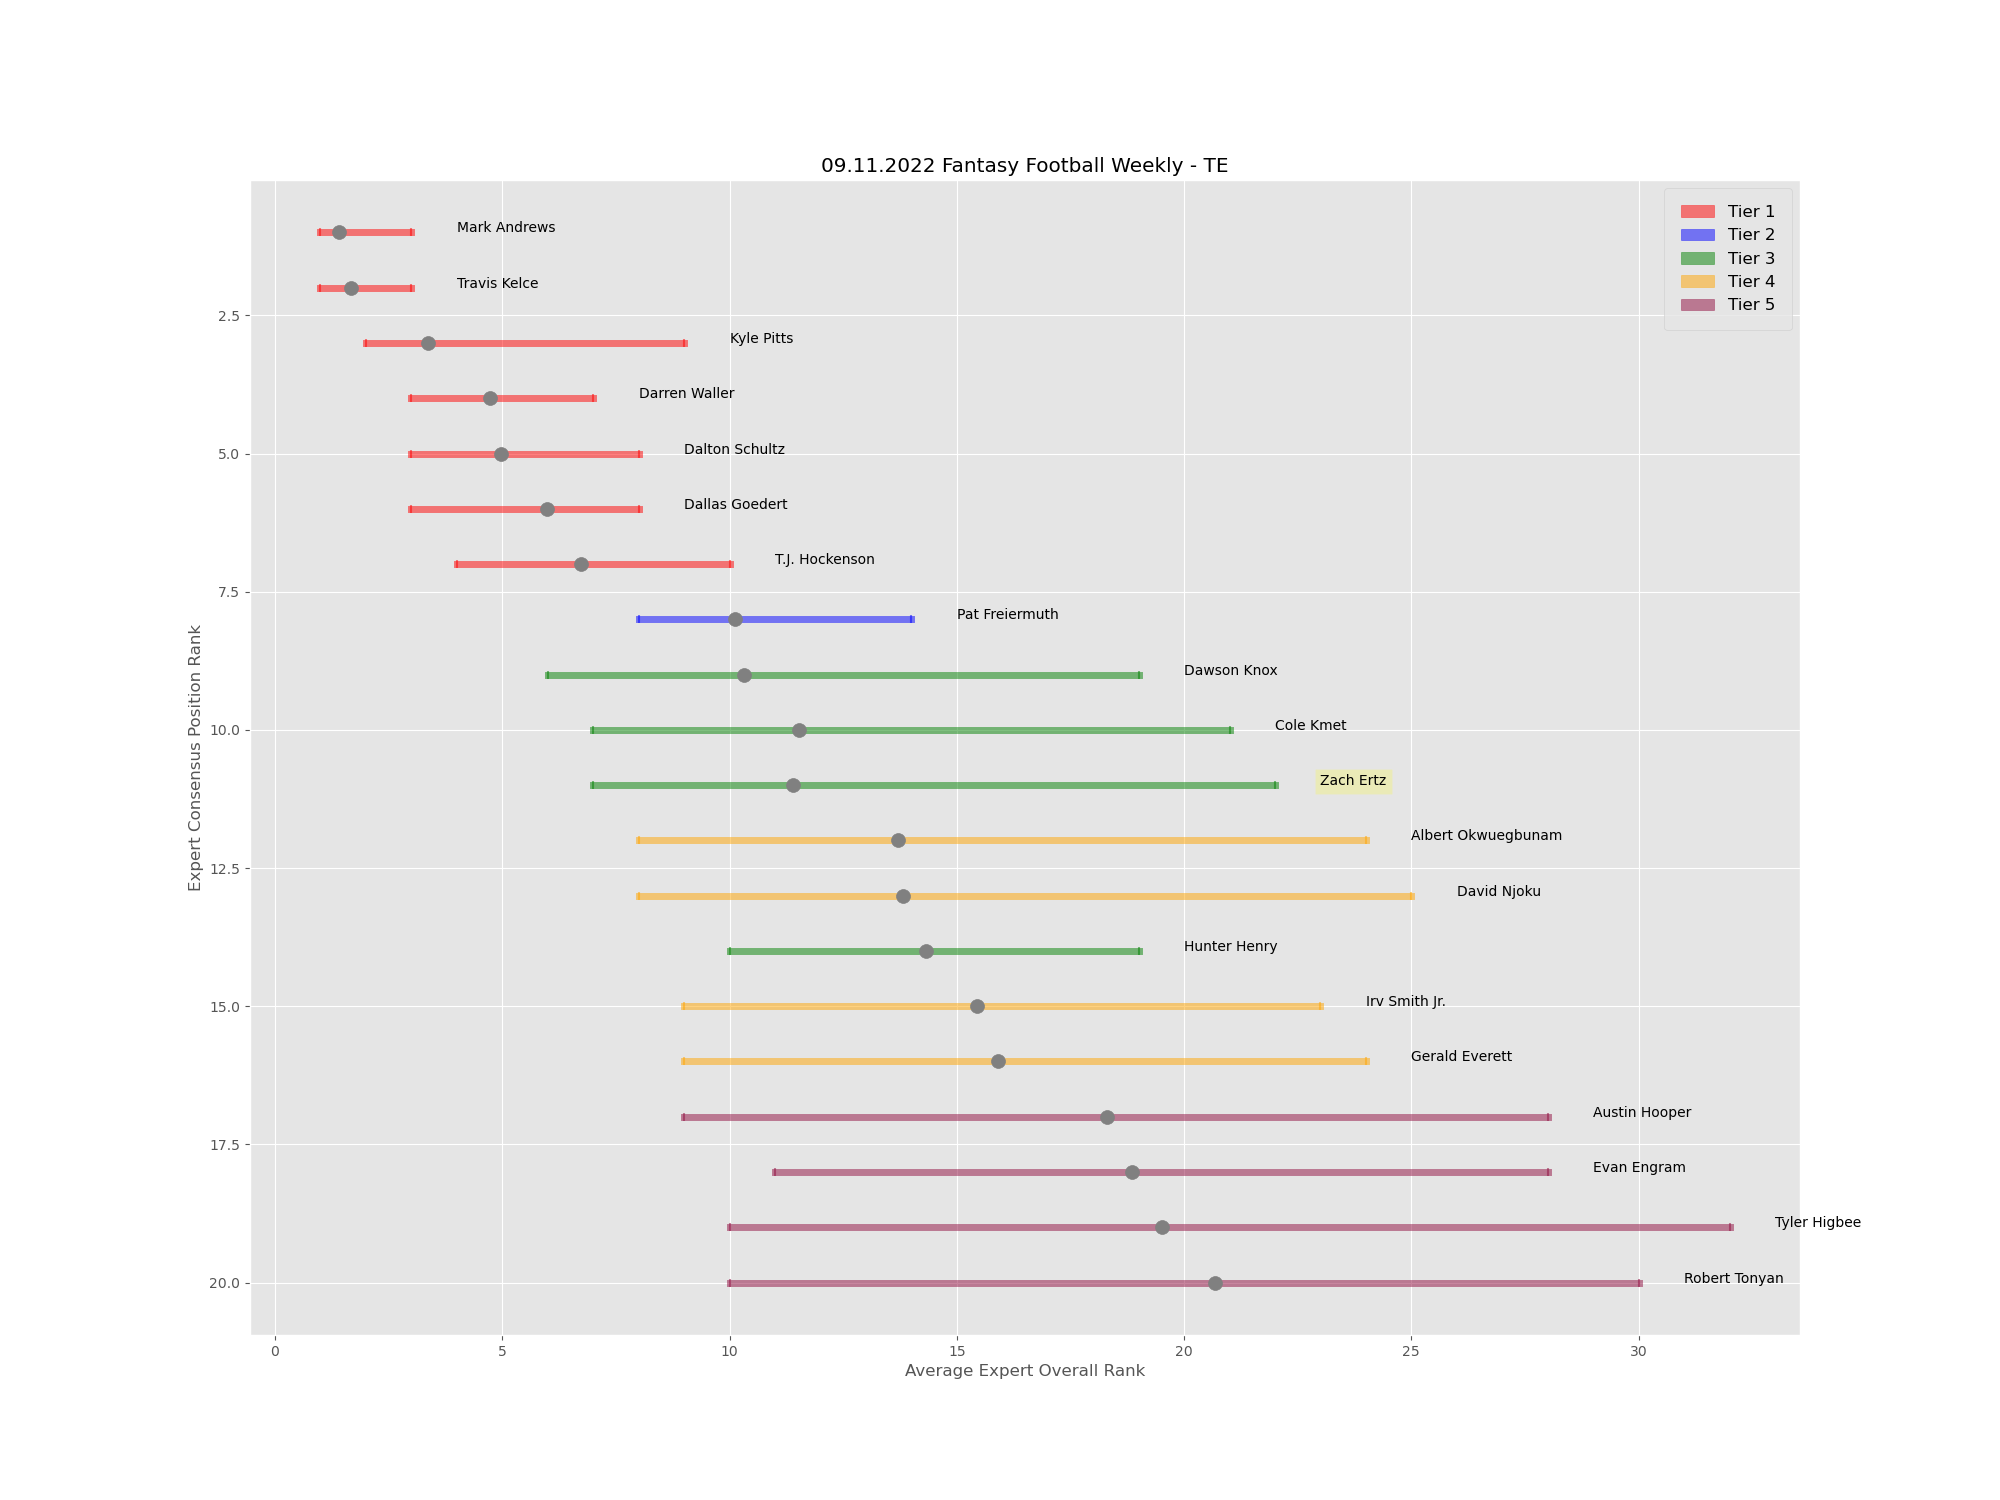 09.11.2022 Fantasy Football Weekly - TE
Tier 1
Tier 2
Tier 3
Tier 4
Tier 5
Mark Andrews
Travis Kelce
2.5
Kyle Pitts
Darren Waller
5.0
Dalton Schultz
Dallas Goedert
T.J. Hockenson
7.5
Pat Freiermuth
Dawson Knox
10.0
Cole Kmet
Zach Ertz
Albert Okwuegbunam
12.5
David Njoku
Hunter Henry
15.0
Irv Smith Jr.
Gerald Everett
Austin Hooper
17.5
Evan Engram
Tyler Higbee
20.0
Robert Tonyan
Expert Consensus Position Rank
0 5 10 15 20 25 30
Average Expert Overall Rank